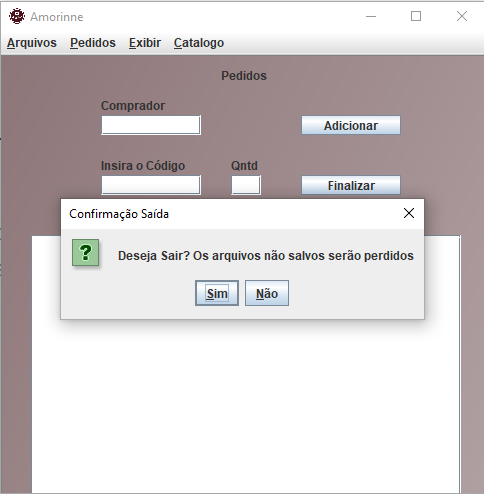 Amorinne
Arquivos Pedidos Exibir Catalogo
Pedidos
Comprador
Adicionar
Insira o Código Qntd
Finalizar
Confirmação Saída
? Deseja Sair? Os arquivos não salvos serão perdidos
Sim Não